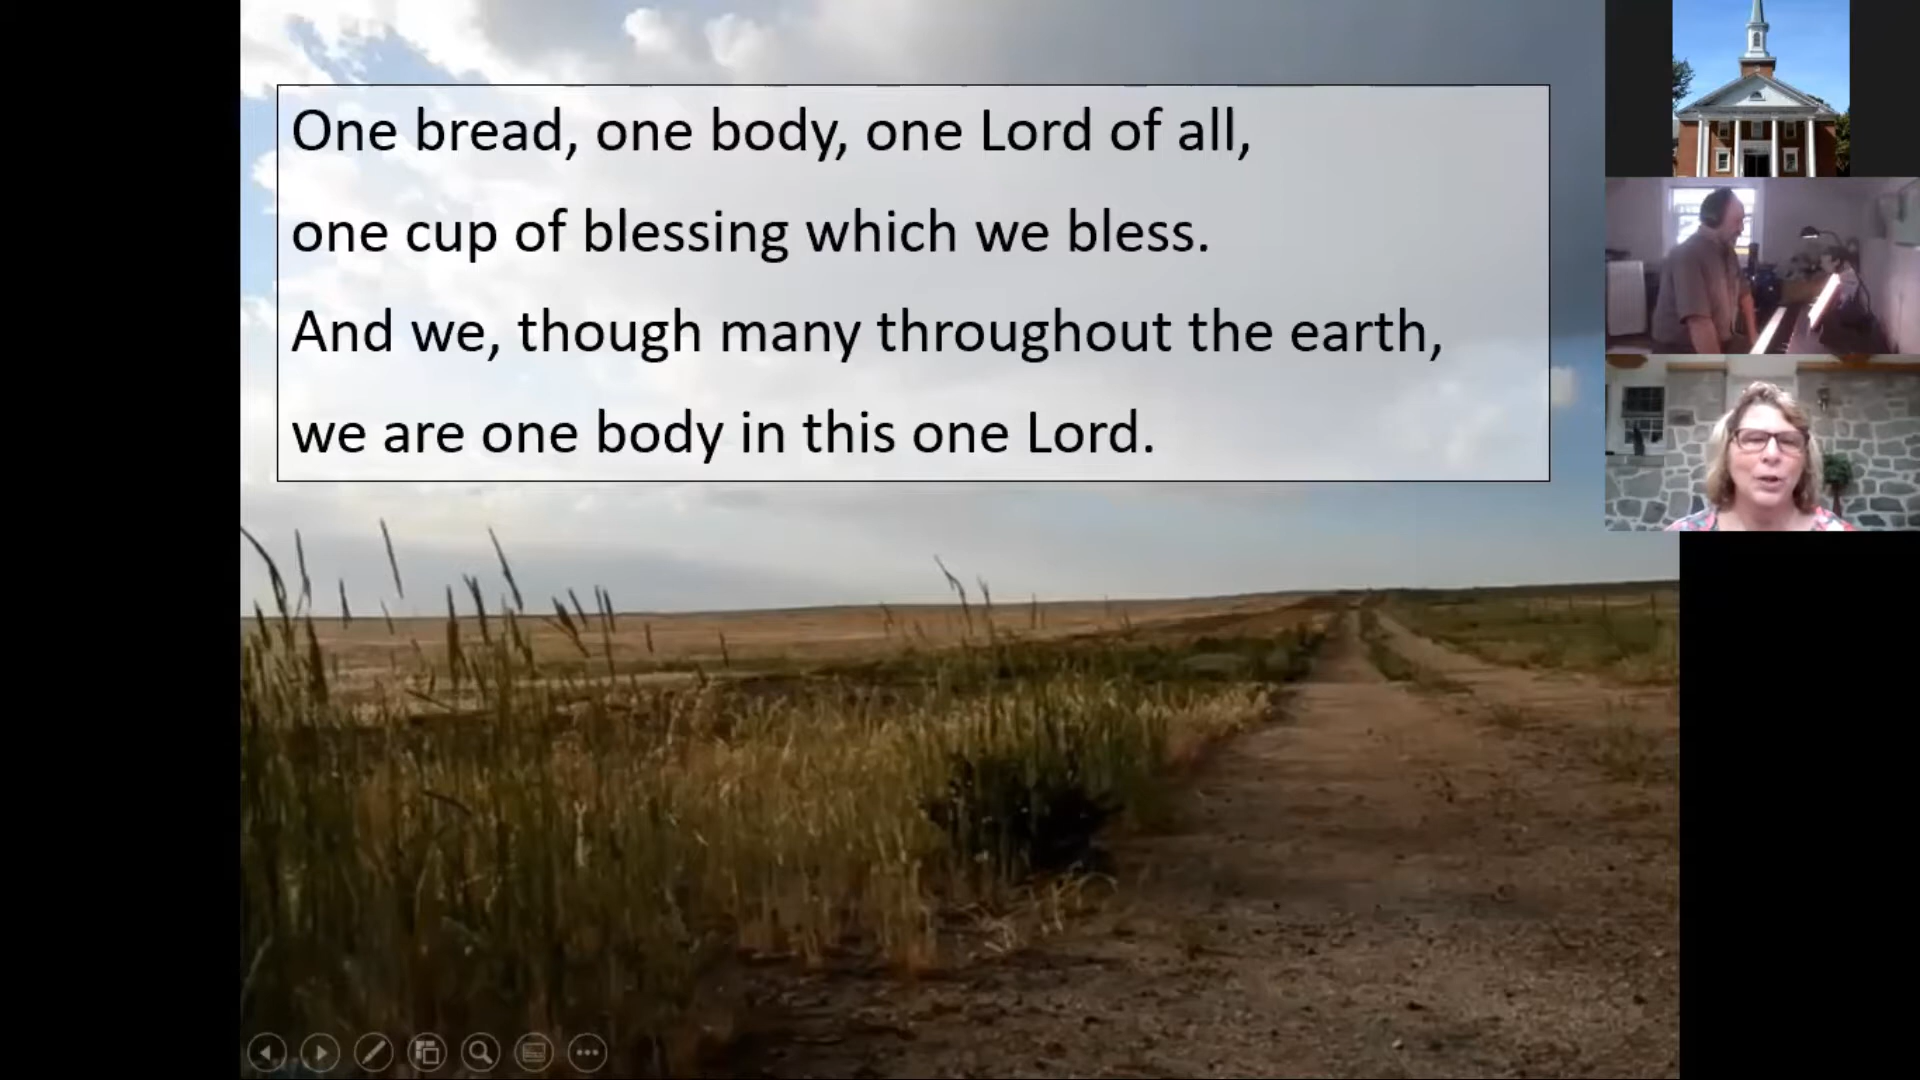 One bread, one body, one Lord of all,
one cup of blessing which we bless.
And we, though many throughout the earth,
we are one body in this one Lord.